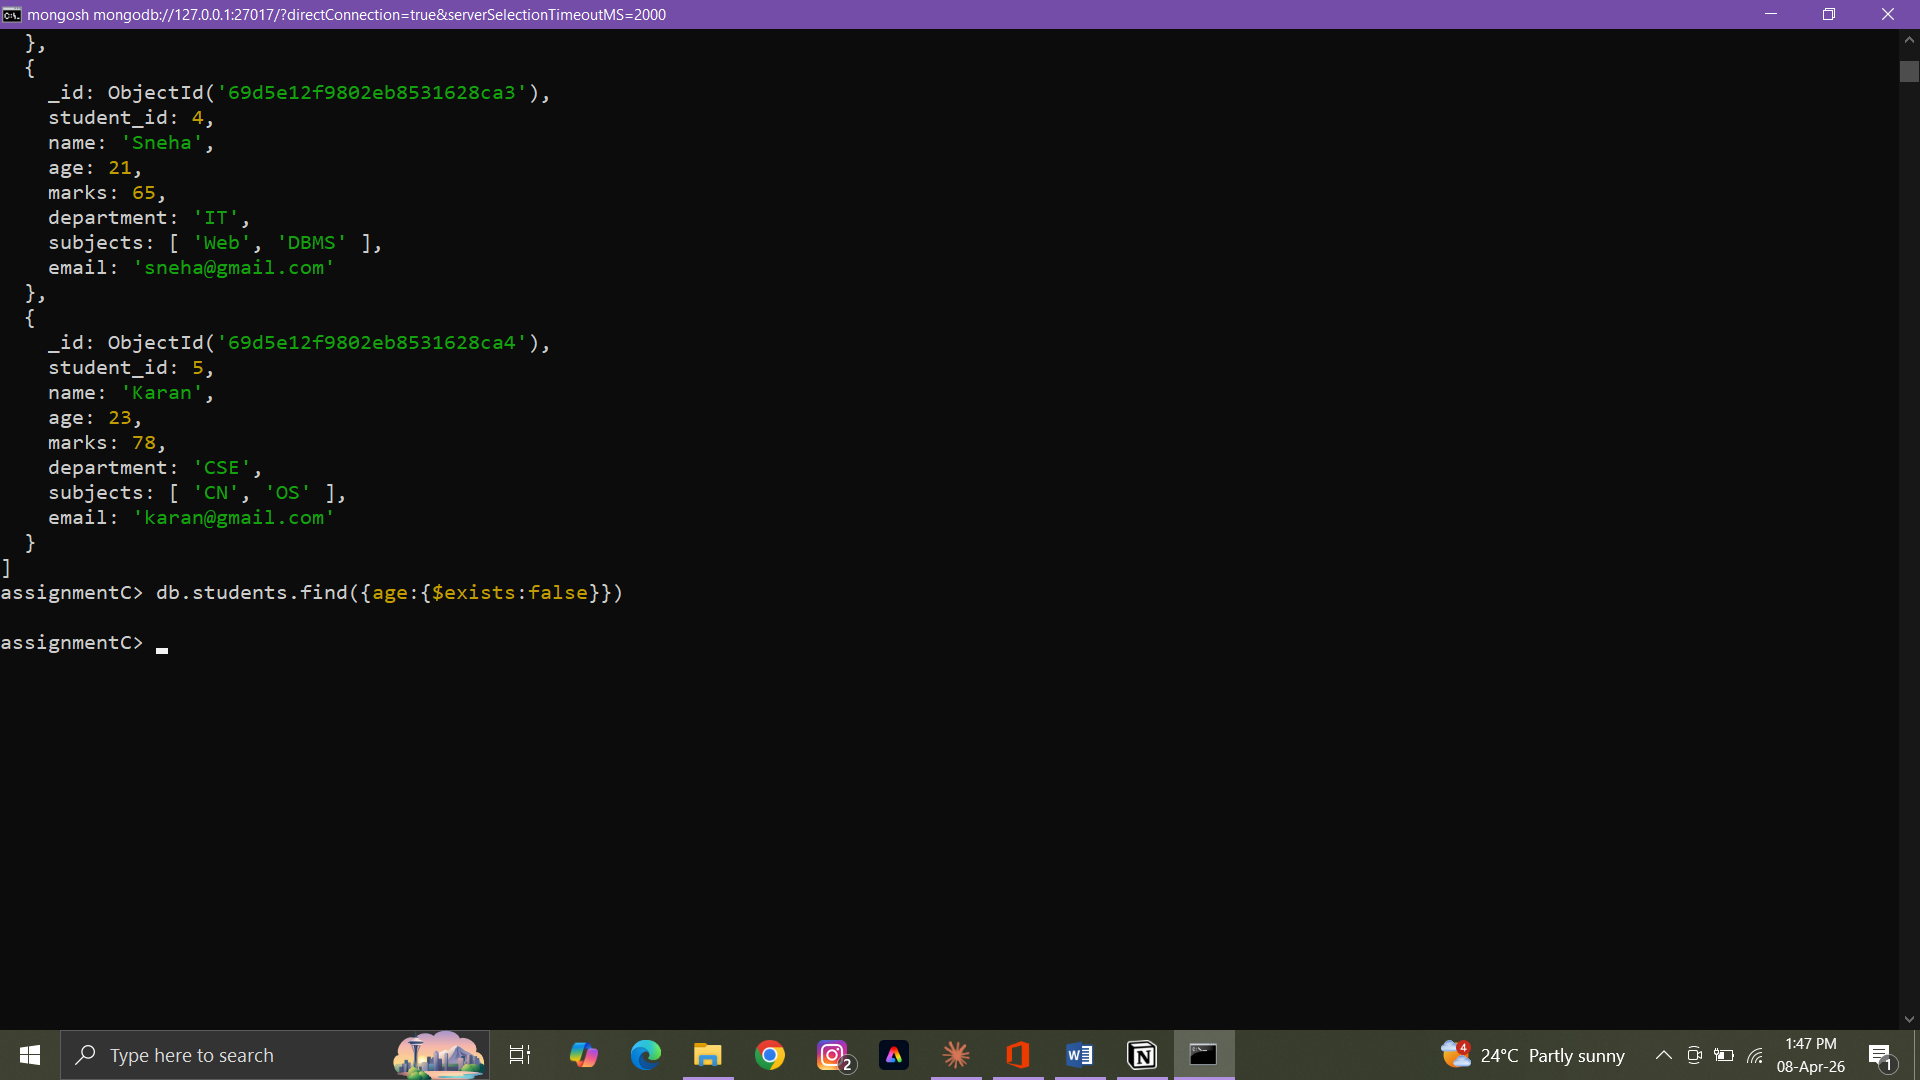 mongosh mongodb://127.0.0.1:27017/?directConnection=true&serverSelectionTimeoutMS=2000
},
{
_id: ObjectId('69d5e12f9802eb8531628ca3'),
student_id: 4,
name: 'Sneha',
age: 21,
marks: 65,
department: 'IT',
subjects: [ 'Web', 'DBMS' ],
email: 'sneha@gmail.com'
},
{
_id: ObjectId('69d5e12f9802eb8531628ca4'),
student_id: 5,
name: 'Karan',
age: 23,
marks: 78,
department: 'CSE',
subjects: [ 'CN', 'OS' ],
email: 'karan@gmail.com'
}
]
assignmentC> db.students.find({age:{$exists:false}})
assignmentC>
Type here to search
2
4
24°C Partly sunny
1:47 PM
08-Apr-26
1